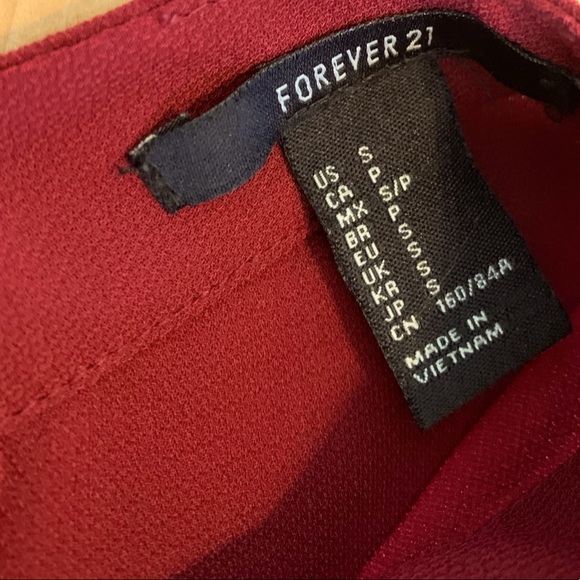 FOREVER 21
US S
CA P
MX S/P
BR P
EU S
UK S
KR S
JP S
CN 160/84A
MADE IN
VIETNAM